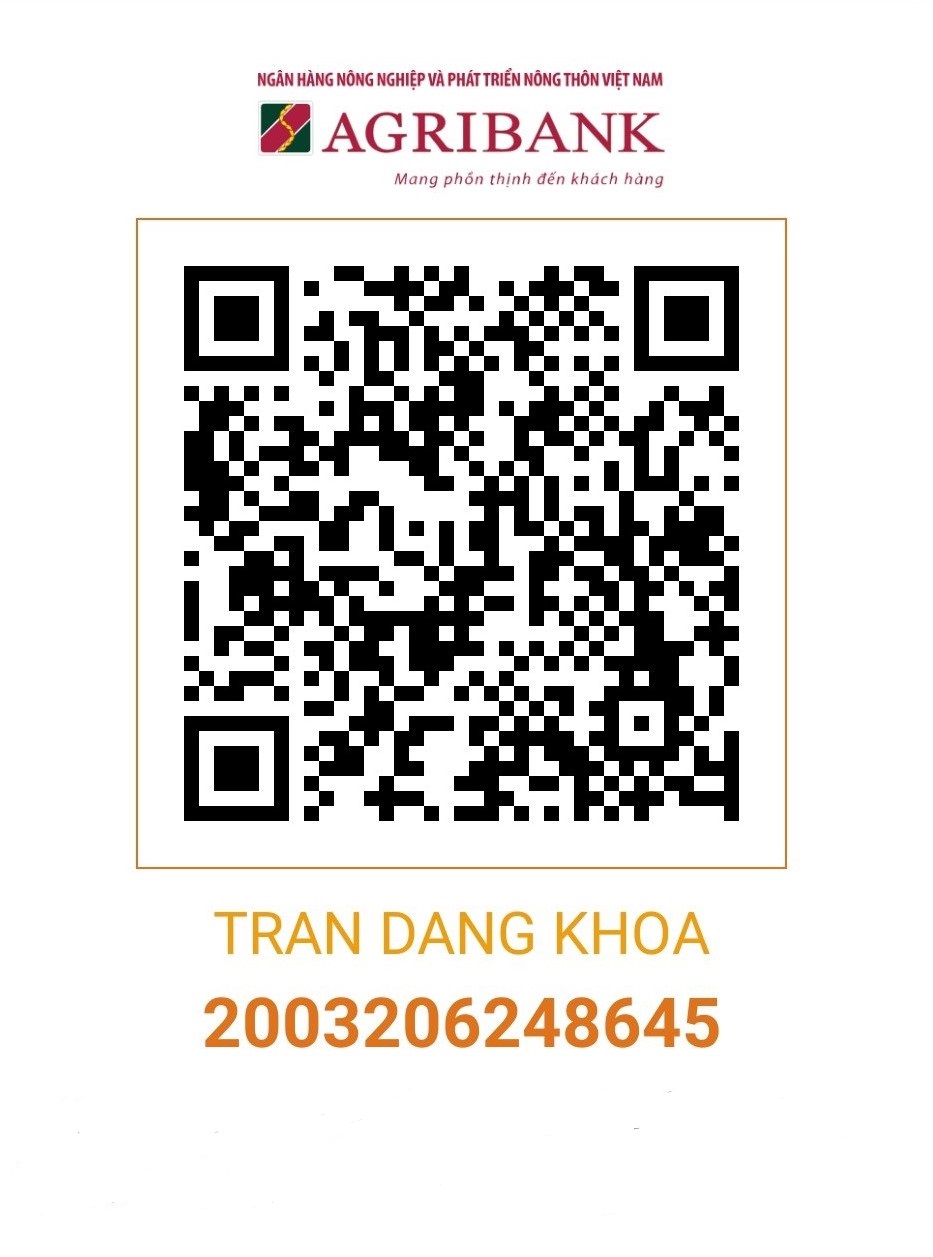 NGÂN HÀNG NÔNG NGHIỆP VÀ PHÁT TRIỂN NÔNG THÔN VIỆT NAM
AGRIBANK
Mang phồn thịnh đến khách hàng
TRAN DANG KHOA
2003206248645